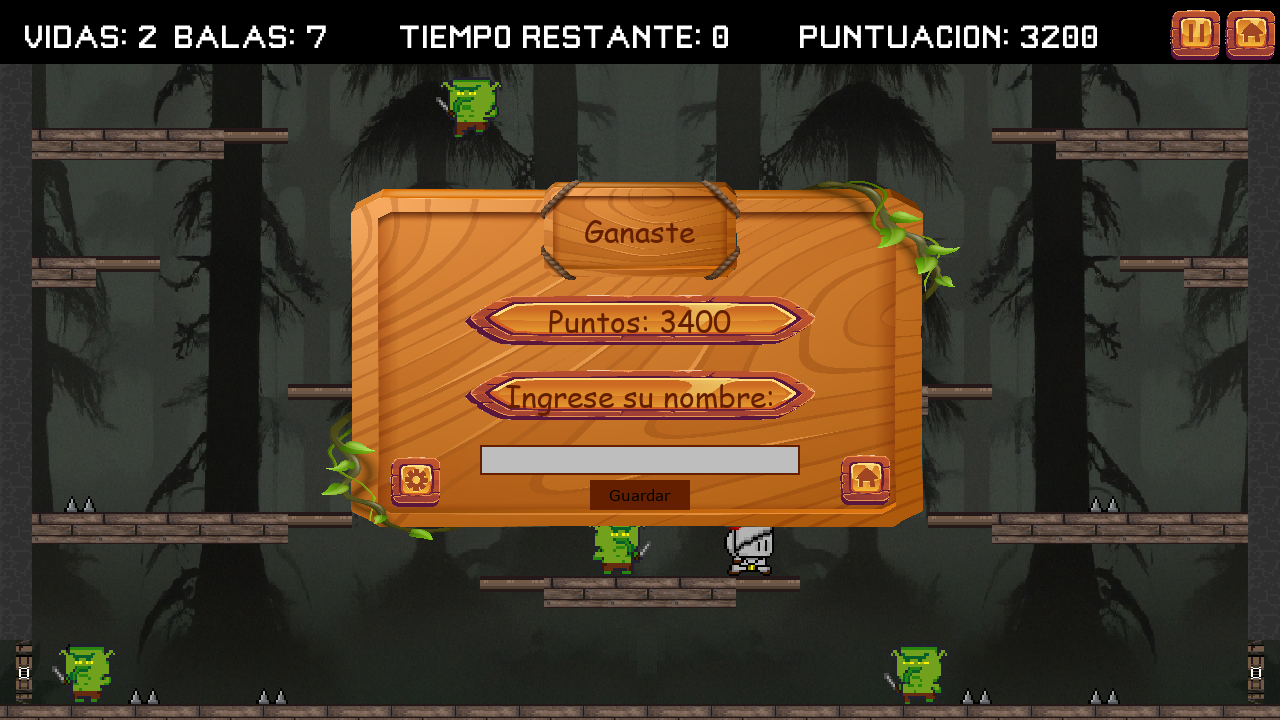 VIDAS: 2 BALAS: 7 TIEMPO RESTANTE: 0 PUNTUACION: 3200
Ganaste
Puntos: 3400
Ingrese su nombre:
Guardar